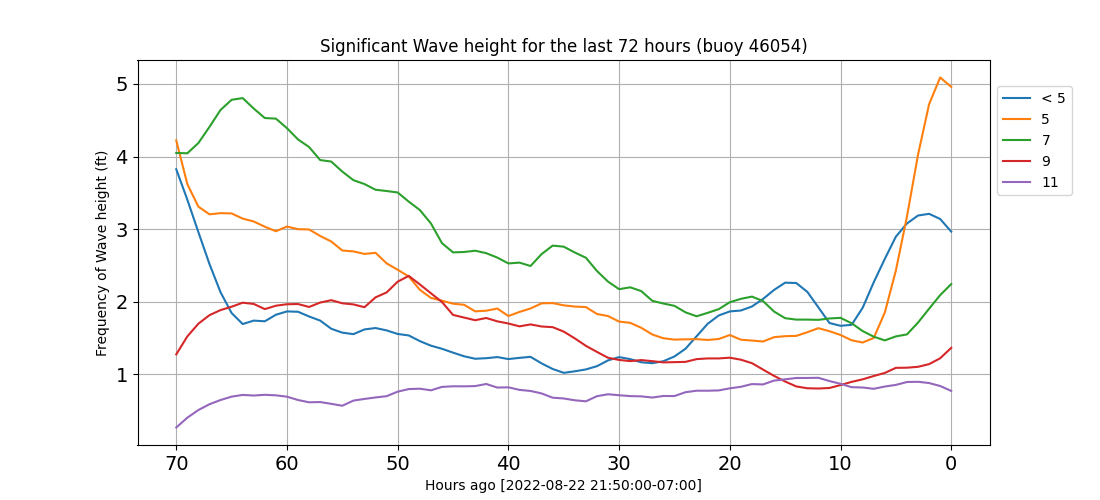 Significant Wave height for the last 72 hours (buoy 46054)
Frequency of Wave height (ft)
5
4
3
2
1
< 5
5
7
9
11
70 60 50 40 30 20 10 0
Hours ago [2022-08-22 21:50:00-07:00]